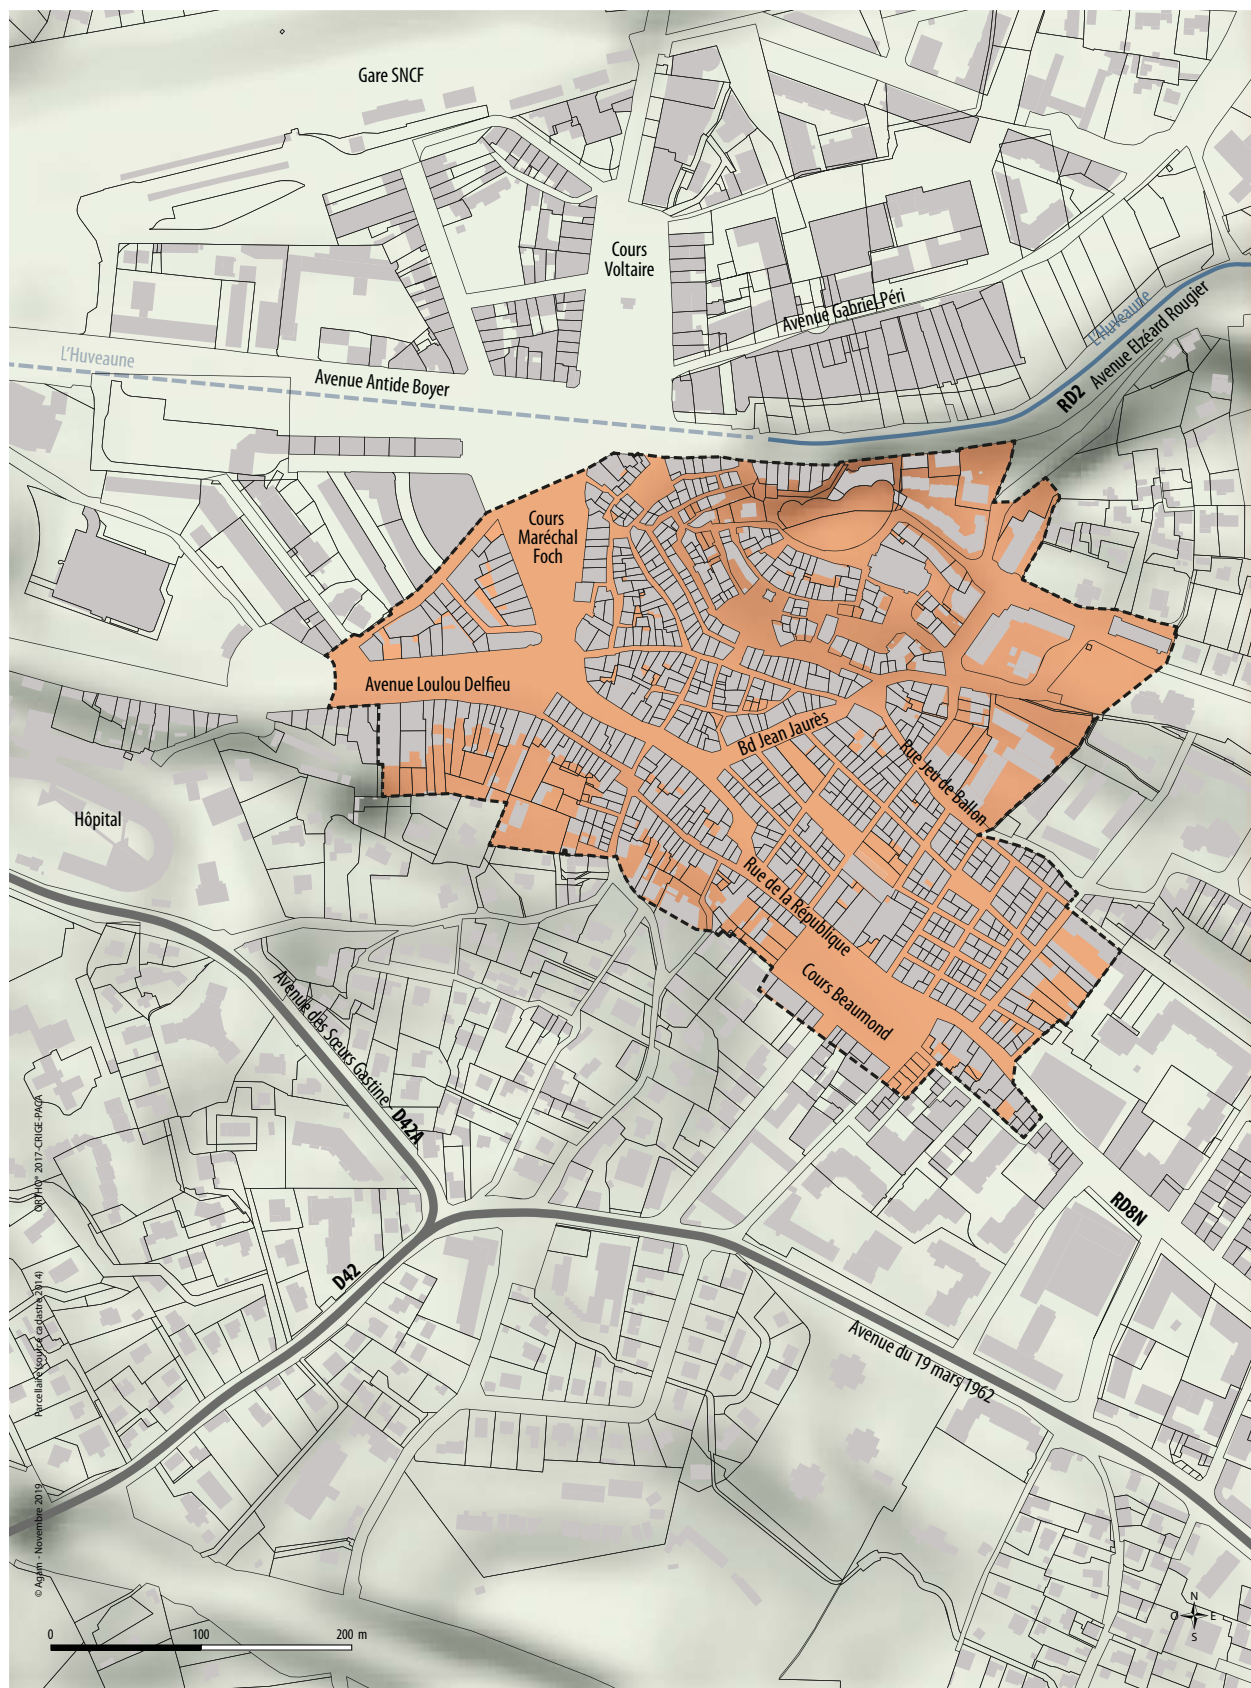 Gare SNCF
Cours
Voltaire
Avenue Gabriel Péri
L'Huveaune
L'Huveaune
Avenue Antide Boyer
RD2 Avenue Elzéard Rougier
Cours
Maréchal
Foch
Avenue Loulou Delfieu
Bd Jean Jaurès
Rue Jeu de Ballon
Hôpital
Rue de la République
Cours Beaumond
Avenue des Sœurs Gastine - D42A
RD8N
D42
Avenue du 19 mars 1962
© Agam - Novembre 2019 Parcellaire (source cadastre 2014) ORTHO® 2017-CRIGE-PACA
N
O E
S
0 100 200 m